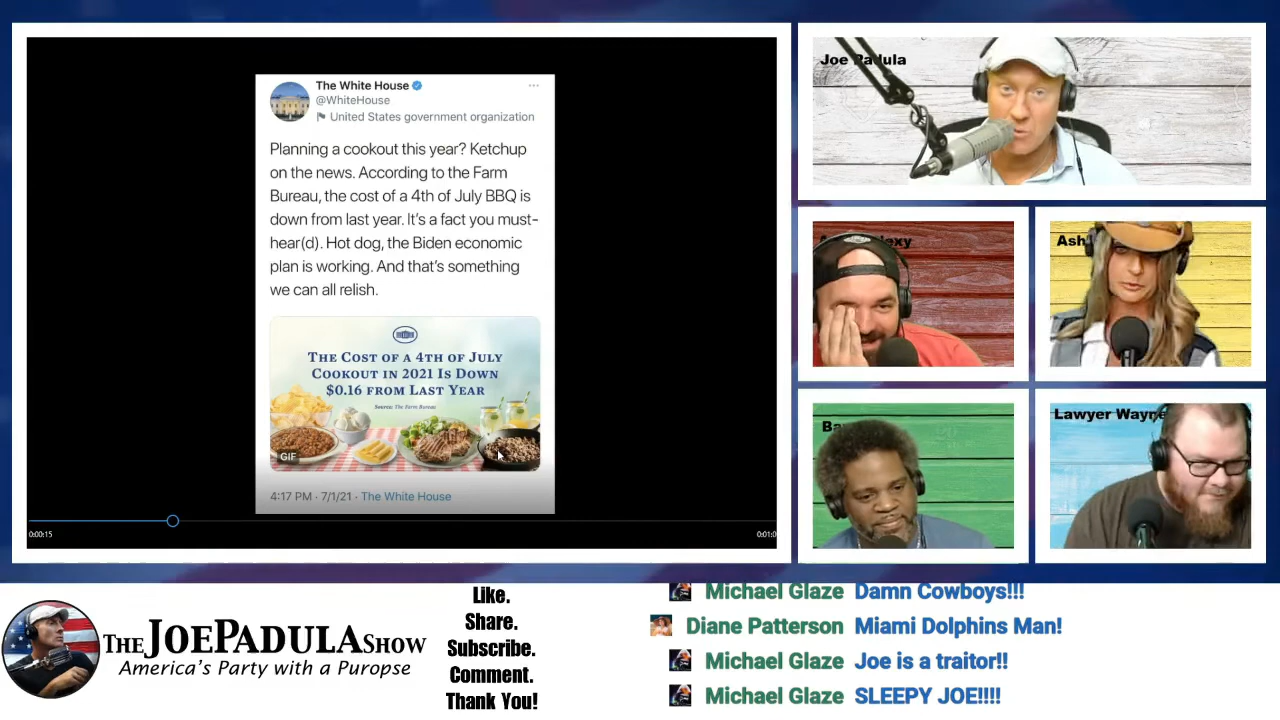 The White House
@WhiteHouse
United States government organization
Planning a cookout this year? Ketchup
on the news. According to the Farm
Bureau, the cost of a 4th of July BBQ is
down from last year. It's a fact you must-
hear(d). Hot dog, the Biden economic
plan is working. And that's something
we can all relish.
THE COST OF A 4TH OF JULY
COOKOUT IN 2021 IS DOWN
$0.16 FROM LAST YEAR
Source: The Farm Bureau
GIF
4:17 PM · 7/1/21 · The White House
0:00:15
Joe Padula
Lawyer Wayne
THE JOEPADULASHOW
America's Party with a Puropse
Like.
Share.
Subscribe.
Comment.
Thank You!
Michael Glaze Damn Cowboys!!!
Diane Patterson Miami Dolphins Man!
Michael Glaze Joe is a traitor!!
Michael Glaze SLEEPY JOE!!!!